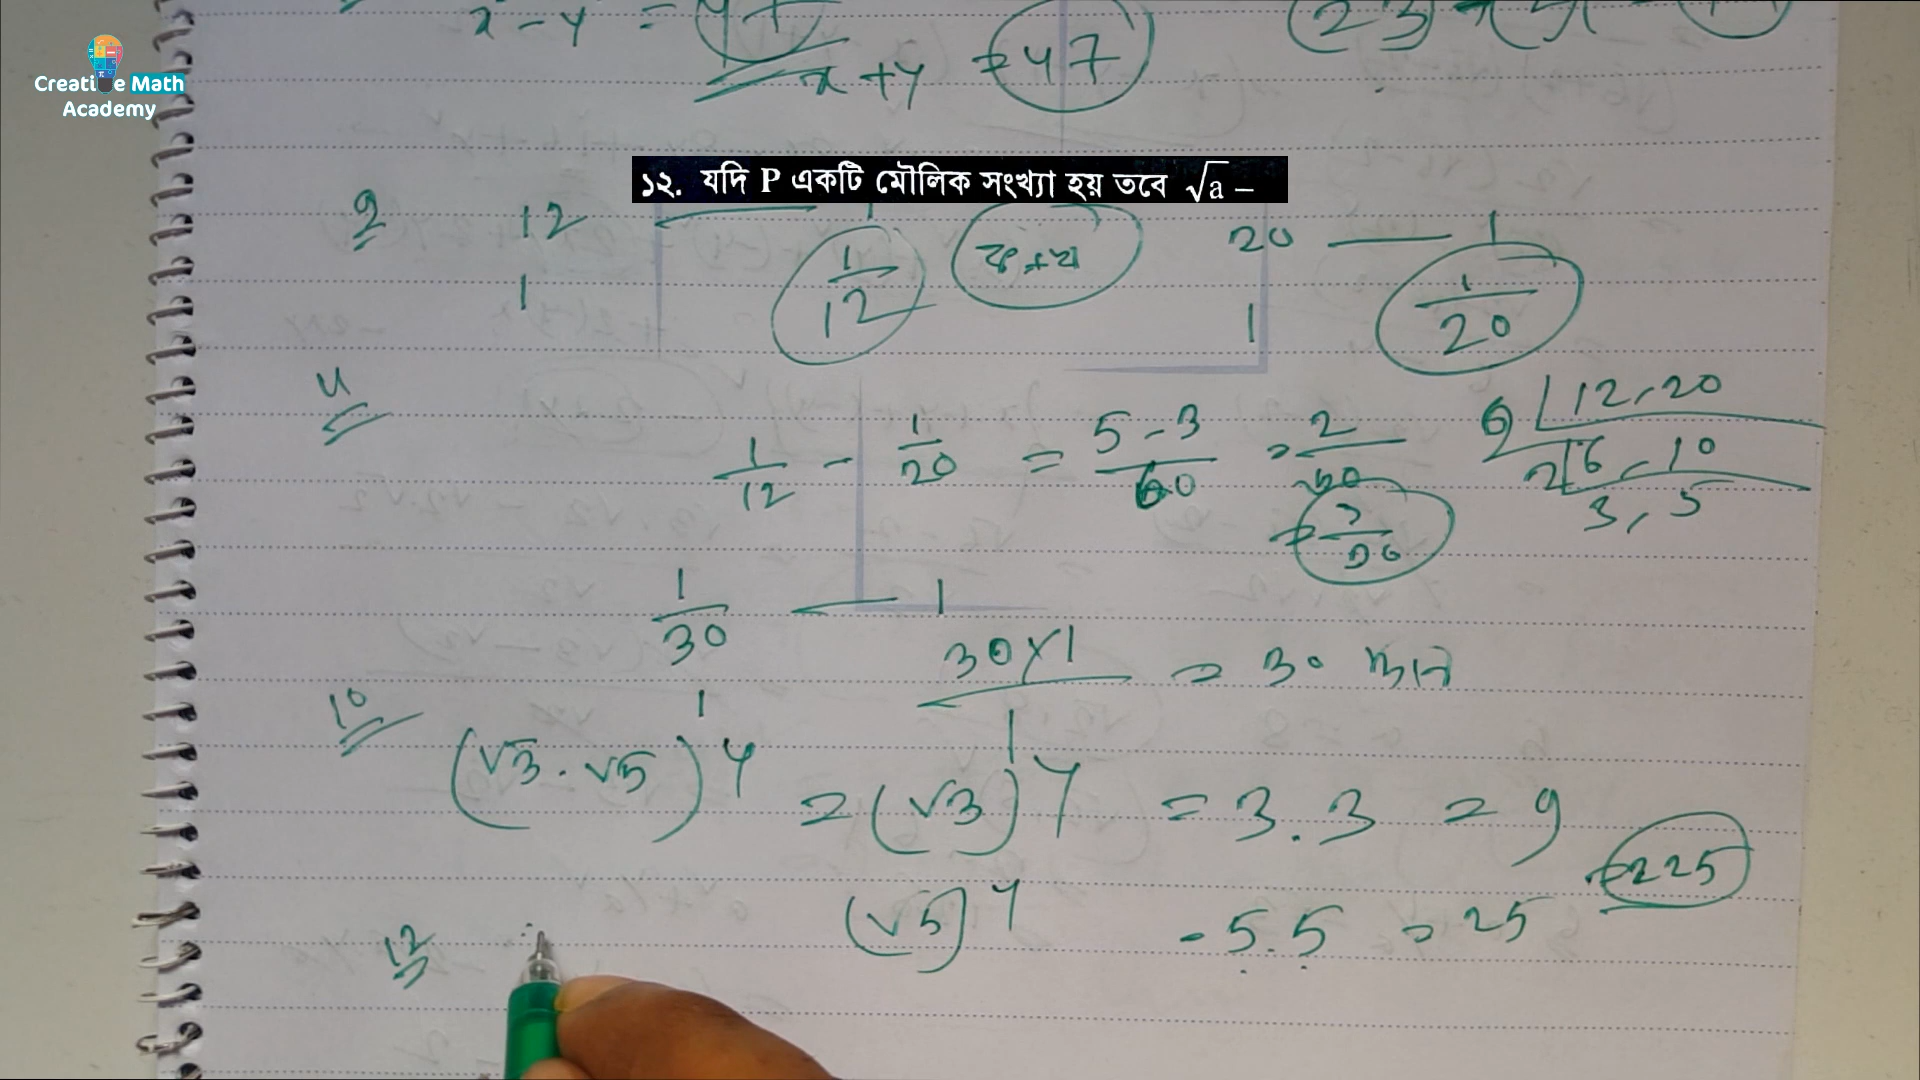 x - y = 47
x + y = 47
Creative Math
Academy
১২. যদি P একটি মৌলিক সংখ্যা হয় তবে √a –
9 12 — 1
1 1/12 ক+খ
20 — 1
1 1/20
1/12 - 1/20 = 5 - 3/60 = 2/60
12, 20
2 6, 10
3, 5
1/30 — 1
1 30 × 1/1 = 30
10 (√3 . √5)^4 = (√3)^4 = 3.3 = 9
(√5)^4 = 5.5 = 25
= 225
12